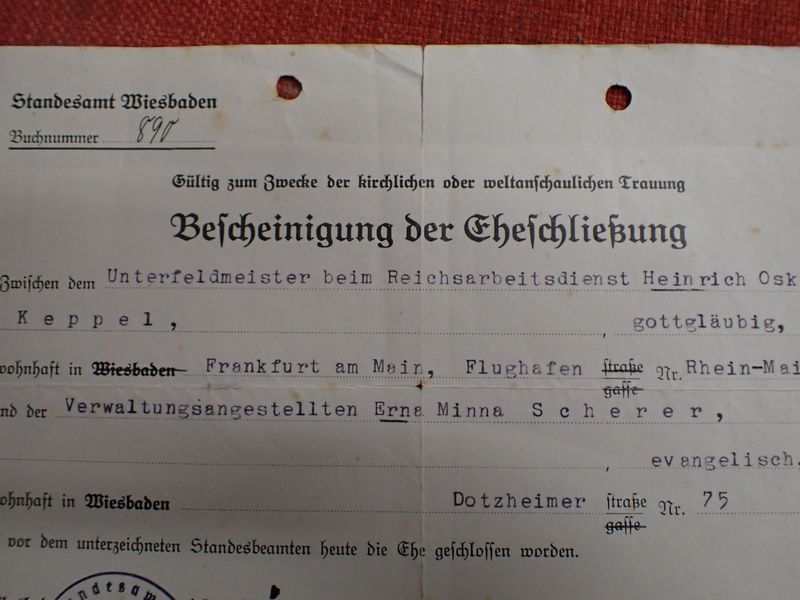 Standesamt Wiesbaden
Buchnummer 890
Gültig zum Zwecke der kirchlichen oder weltanschaulichen Trauung
Bescheinigung der Eheschließung
Zwischen dem Unterfeldmeister beim Reichsarbeitsdienst Heinrich Osk
Keppel, , gottgläubig,
wohnhaft in Wiesbaden Frankfurt am Main, Flughafen straße Nr. Rhein-Mai
gasse
nd der Verwaltungsangestellten Erna Minna Scherer,
, evangelisch.
ohnhaft in Wiesbaden Dotzheimer straße Nr. 75
gasse
vor dem unterzeichneten Standesbeamten heute die Ehe geschlossen worden.
ndesam